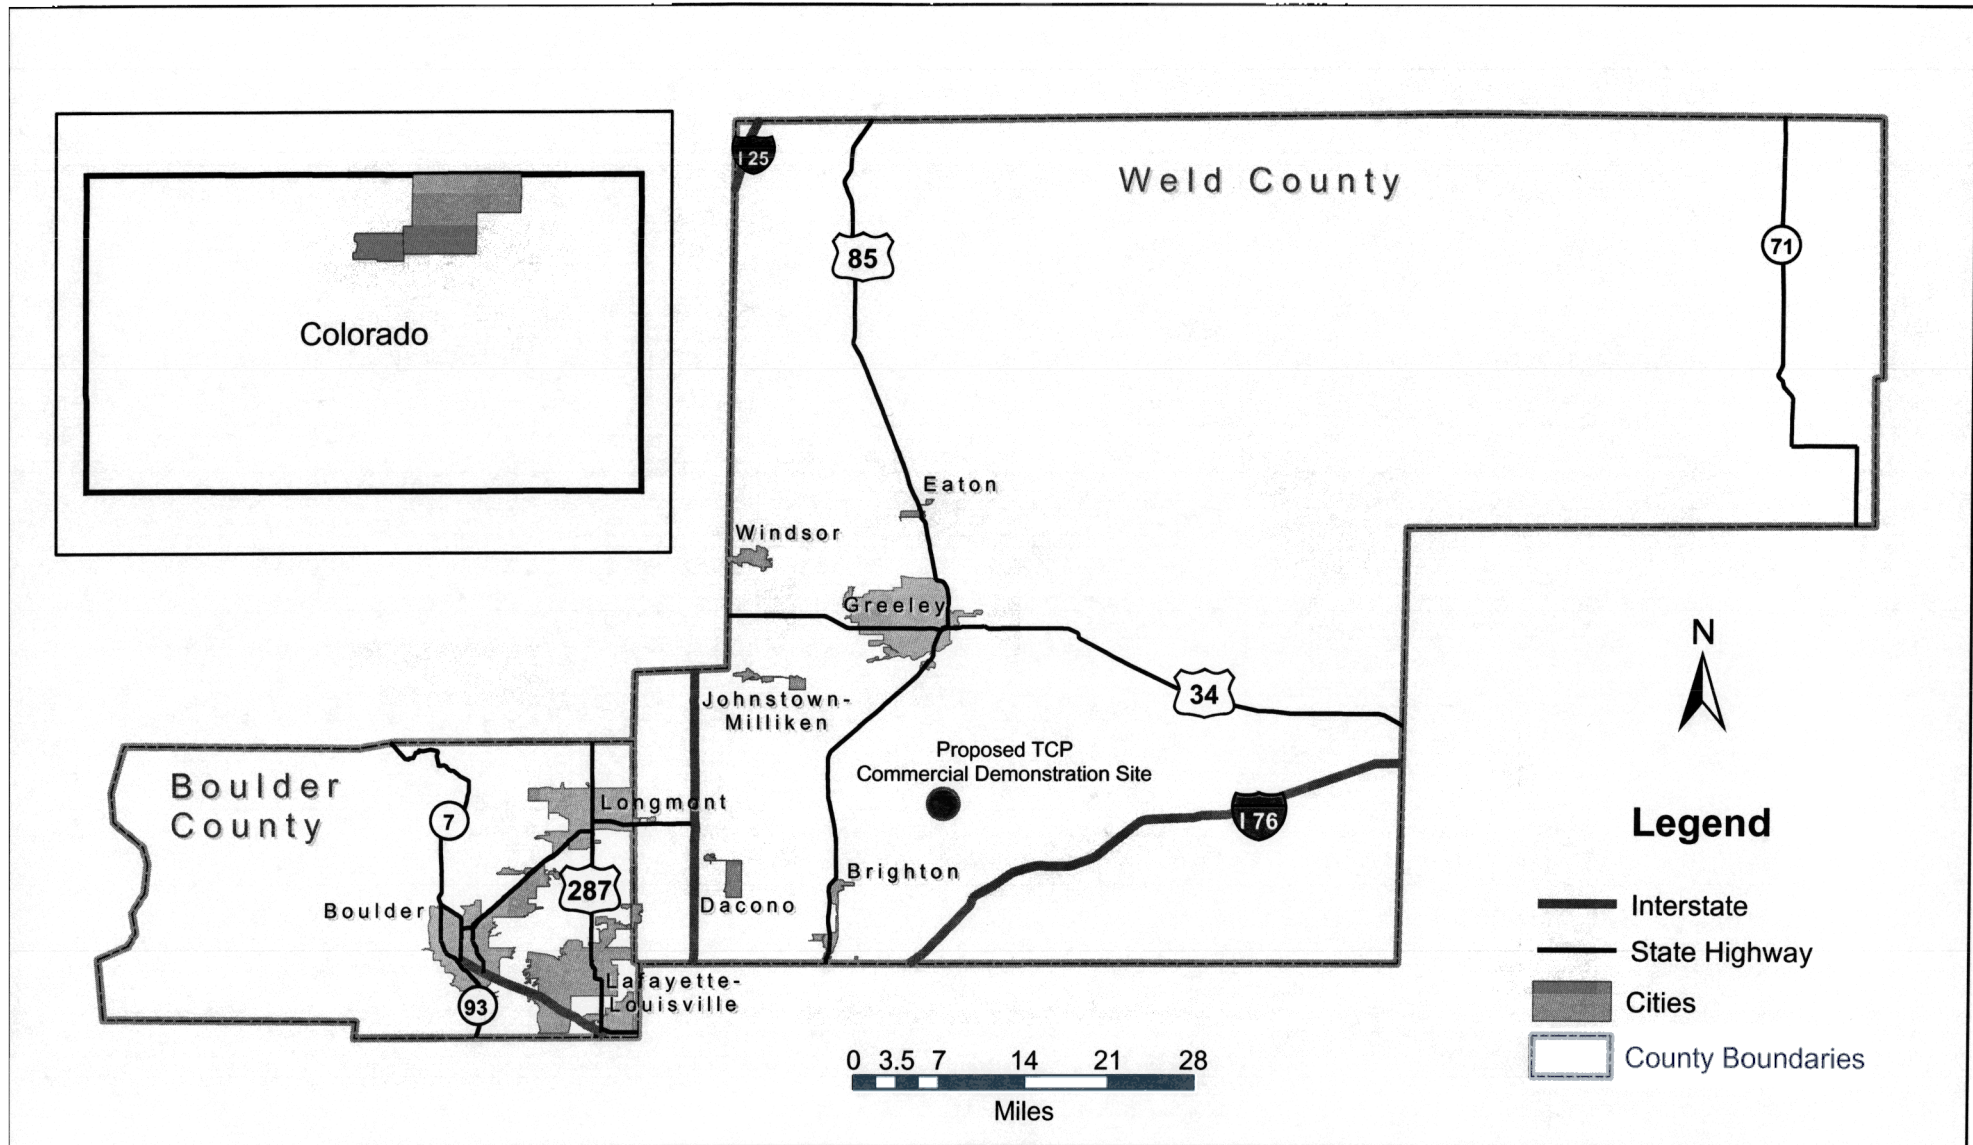 I 25
Weld County
85
71
Colorado
Eaton
Windsor
Greeley
Johnstown-
Milliken
34
Proposed TCP
Commercial Demonstration Site
N
Boulder
County
7
Longmont
I 76
Legend
287
Brighton
Boulder
Dacono
Interstate
State Highway
Lafayette-
Louisville
93
Cities
County Boundaries
0 3.5 7 14 21 28
Miles